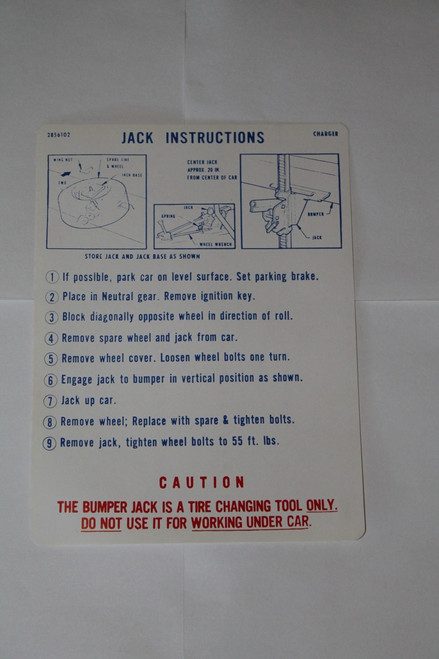 2856102
JACK INSTRUCTIONS
CHARGER
WING NUT
SPARE TIRE
& WHEEL
JACK BASE
FWD
CENTER JACK
APPROX. 20 IN
FROM CENTER OF CAR
JACK
SPRING
WHEEL WRENCH
BUMPER
JACK
STORE JACK AND JACK BASE AS SHOWN
1 If possible, park car on level surface. Set parking brake.
2 Place in Neutral gear. Remove ignition key.
3 Block diagonally opposite wheel in direction of roll.
4 Remove spare wheel and jack from car.
5 Remove wheel cover. Loosen wheel bolts one turn.
6 Engage jack to bumper in vertical position as shown.
7 Jack up car.
8 Remove wheel; Replace with spare & tighten bolts.
9 Remove jack, tighten wheel bolts to 55 ft. lbs.
CAUTION
THE BUMPER JACK IS A TIRE CHANGING TOOL ONLY.
DO NOT USE IT FOR WORKING UNDER CAR.